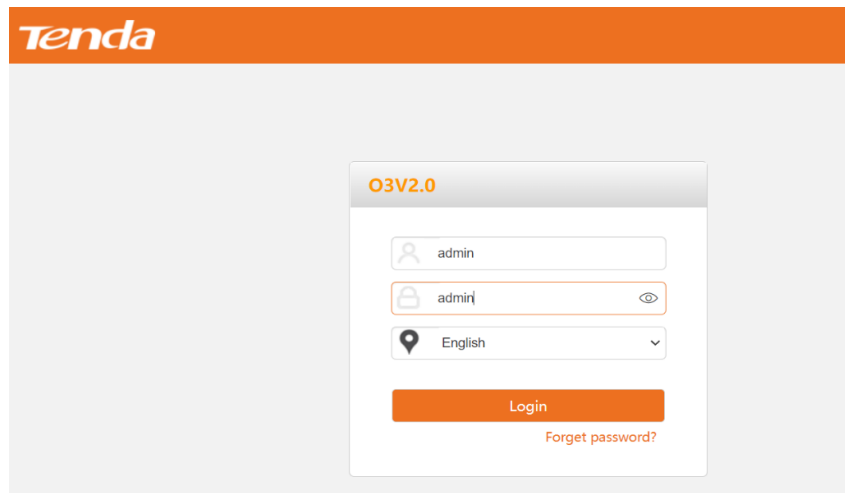 Tenda
O3V2.0
admin
admin
English
Login
Forget password?